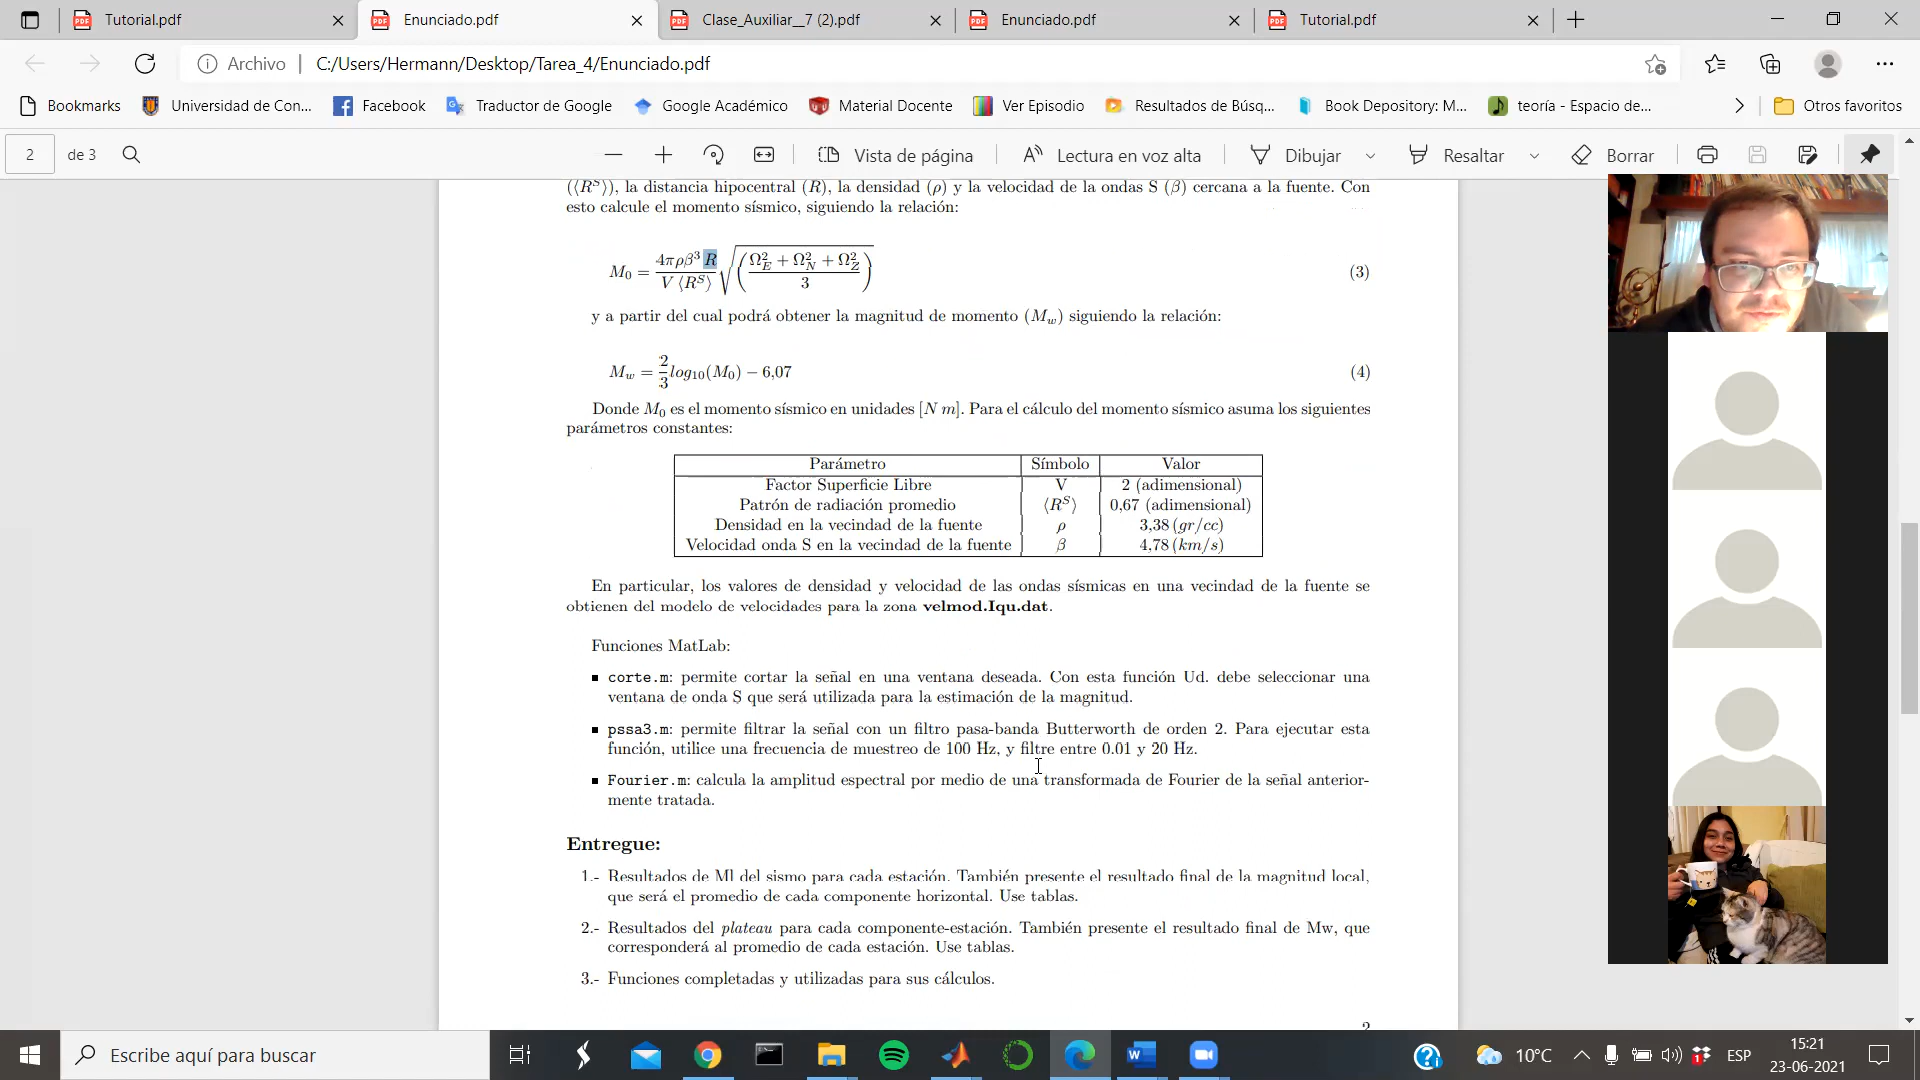 Tutorial.pdf
Enunciado.pdf
Clase_Auxiliar__7 (2).pdf
Enunciado.pdf
Tutorial.pdf
Archivo
C:/Users/Hermann/Desktop/Tarea_4/Enunciado.pdf
Bookmarks
Universidad de Con...
Facebook
Traductor de Google
Google Académico
Material Docente
Ver Episodio
Resultados de Búsq...
Book Depository: M...
teoría - Espacio de...
Otros favoritos
2
de 3
Vista de página
Lectura en voz alta
Dibujar
Resaltar
Borrar
(⟨R^S⟩), la distancia hipocentral (R), la densidad (ρ) y la velocidad de la ondas S (β) cercana a la fuente. Con
esto calcule el momento sísmico, siguiendo la relación:
M₀ = 4πρβ³ R / V ⟨R^S⟩ √((Ω²_E + Ω²_N + Ω²_Z) / 3) (3)
y a partir del cual podrá obtener la magnitud de momento (M_w) siguiendo la relación:
M_w = 2/3 log₁₀(M₀) − 6,07 (4)
Donde M₀ es el momento sísmico en unidades [N m]. Para el cálculo del momento sísmico asuma los siguientes
parámetros constantes:
Parámetro Símbolo Valor
Factor Superficie Libre V 2 (adimensional)
Patrón de radiación promedio ⟨R^S⟩ 0,67 (adimensional)
Densidad en la vecindad de la fuente ρ 3,38 (gr/cc)
Velocidad onda S en la vecindad de la fuente β 4,78 (km/s)
En particular, los valores de densidad y velocidad de las ondas sísmicas en una vecindad de la fuente se
obtienen del modelo de velocidades para la zona velmod.Iqu.dat.
Funciones MatLab:
▪ corte.m: permite cortar la señal en una ventana deseada. Con esta función Ud. debe seleccionar una
ventana de onda S que será utilizada para la estimación de la magnitud.
▪ pssa3.m: permite filtrar la señal con un filtro pasa-banda Butterworth de orden 2. Para ejecutar esta
función, utilice una frecuencia de muestreo de 100 Hz, y filtre entre 0.01 y 20 Hz.
▪ Fourier.m: calcula la amplitud espectral por medio de una transformada de Fourier de la señal anterior-
mente tratada.
Entregue:
1.- Resultados de Ml del sismo para cada estación. También presente el resultado final de la magnitud local,
que será el promedio de cada componente horizontal. Use tablas.
2.- Resultados del plateau para cada componente-estación. También presente el resultado final de Mw, que
corresponderá al promedio de cada estación. Use tablas.
3.- Funciones completadas y utilizadas para sus cálculos.
2
Escribe aquí para buscar
10°C
ESP
15:21
23-06-2021